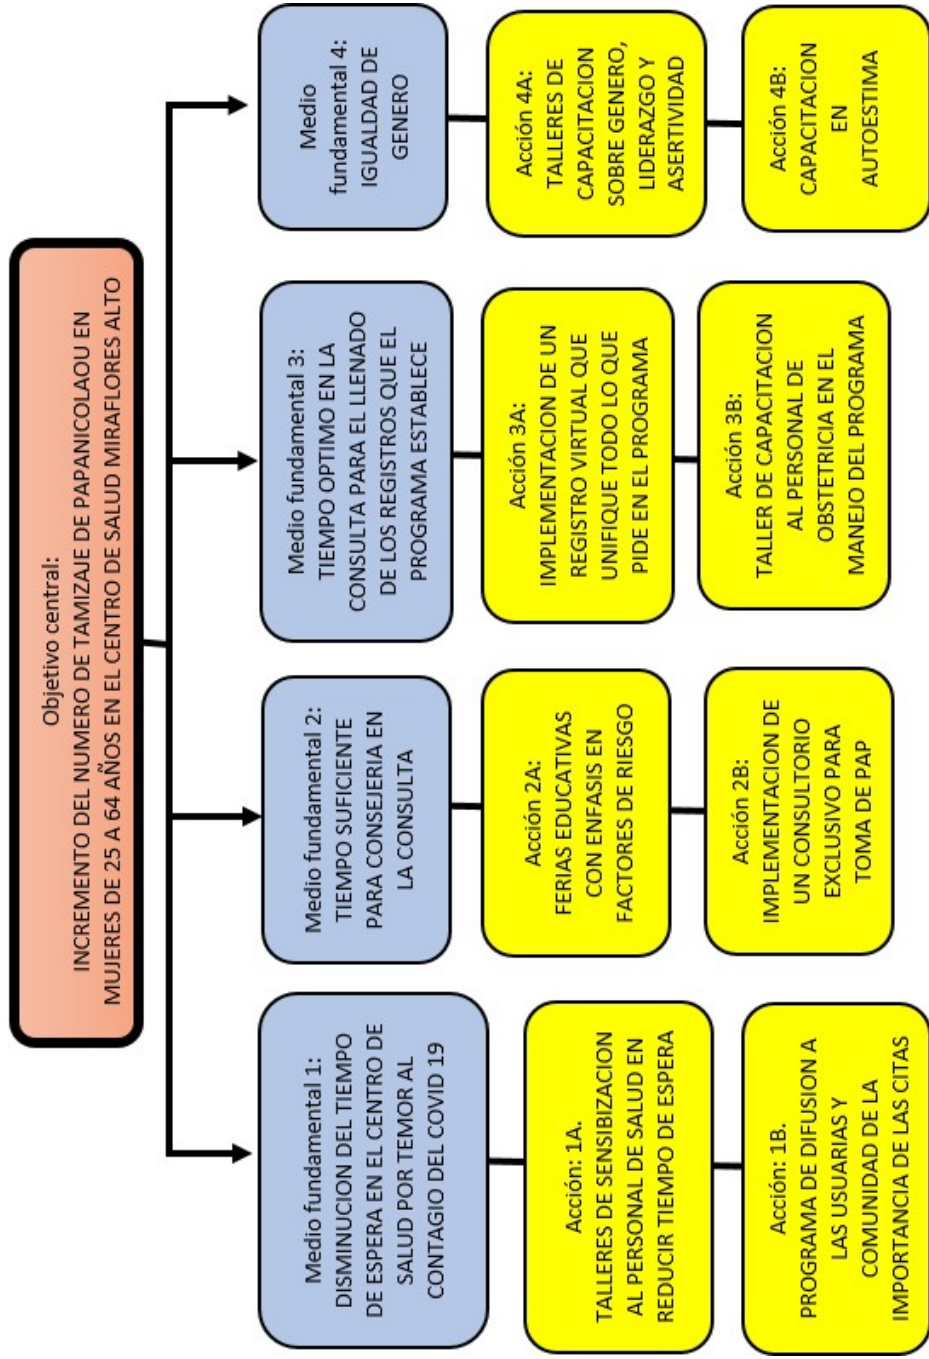 Objetivo central:
INCREMENTO DEL NUMERO DE TAMIZAJE DE PAPANICOLAOU EN
MUJERES DE 25 A 64 AÑOS EN EL CENTRO DE SALUD MIRAFLORES ALTO
Medio fundamental 1:
DISMINUCION DEL TIEMPO
DE ESPERA EN EL CENTRO DE
SALUD POR TEMOR AL
CONTAGIO DEL COVID 19
Acción: 1A.
TALLERES DE SENSIBIZACION
AL PERSONAL DE SALUD EN
REDUCIR TIEMPO DE ESPERA
Acción: 1B.
PROGRAMA DE DIFUSION A
LAS USUARIAS Y
COMUNIDAD DE LA
IMPORTANCIA DE LAS CITAS
Medio fundamental 2:
TIEMPO SUFICIENTE
PARA CONSEJERIA EN
LA CONSULTA
Acción 2A:
FERIAS EDUCATIVAS
CON ENFASIS EN
FACTORES DE RIESGO
Acción 2B:
IMPLEMENTACION DE
UN CONSULTORIO
EXCLUSIVO PARA
TOMA DE PAP
Medio fundamental 3:
TIEMPO OPTIMO EN LA
CONSULTA PARA EL LLENADO
DE LOS REGISTROS QUE EL
PROGRAMA ESTABLECE
Acción 3A:
IMPLEMENTACION DE UN
REGISTRO VIRTUAL QUE
UNIFIQUE TODO LO QUE
PIDE EN EL PROGRAMA
Acción 3B:
TALLER DE CAPACITACION
AL PERSONAL DE
OBSTETRICIA EN EL
MANEJO DEL PROGRAMA
Medio
fundamental 4:
IGUALDAD DE
GENERO
Acción 4A:
TALLERES DE
CAPACITACION
SOBRE GENERO,
LIDERAZGO Y
ASERTIVIDAD
Acción 4B:
CAPACITACION
EN
AUTOESTIMA